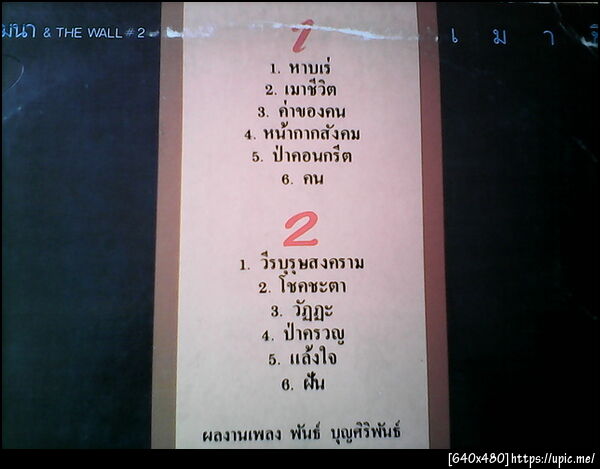 มีนา & THE WALL # 2
เ ม า ชี
1
1. หาบเร่
2. เมาชีวิต
3. ค่าของคน
4. หน้ากากสังคม
5. ป่าคอนกรีต
6. คน
2
1. วีรบุรุษสงคราม
2. โชคชะตา
3. วัฏฏะ
4. ป่าครวญ
5. แล้งใจ
6. ฝัน
ผลงานเพลง พันธ์ บุญศิริพันธ์
[640x480]https://upic.me/